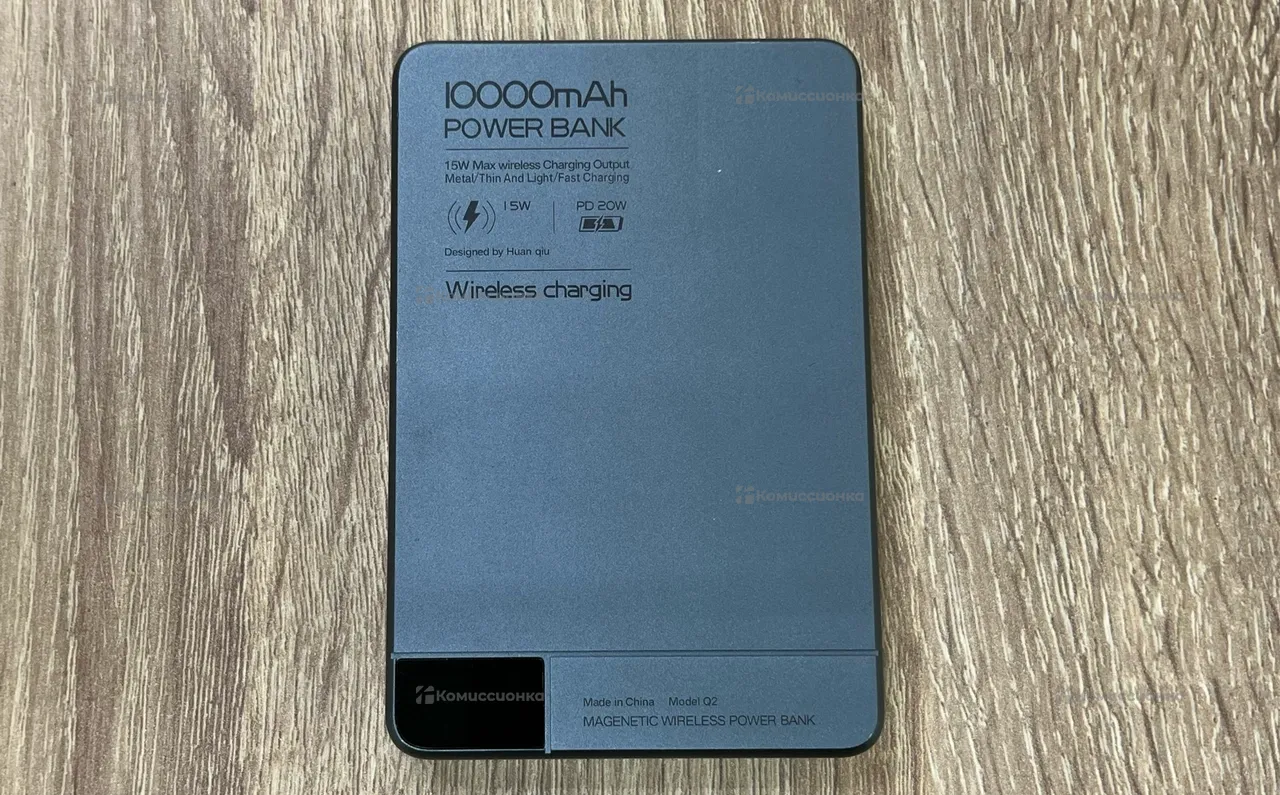 10000mAh
POWER BANK
15W Max wireless Charging Output
Metal/Thin And Light/Fast Charging
15W PD 20W
Designed by Huan qiu
Wireless charging
Комиссионка
Комиссионка
Комиссионка
Made in China Model Q2
MAGENETIC WIRELESS POWER BANK